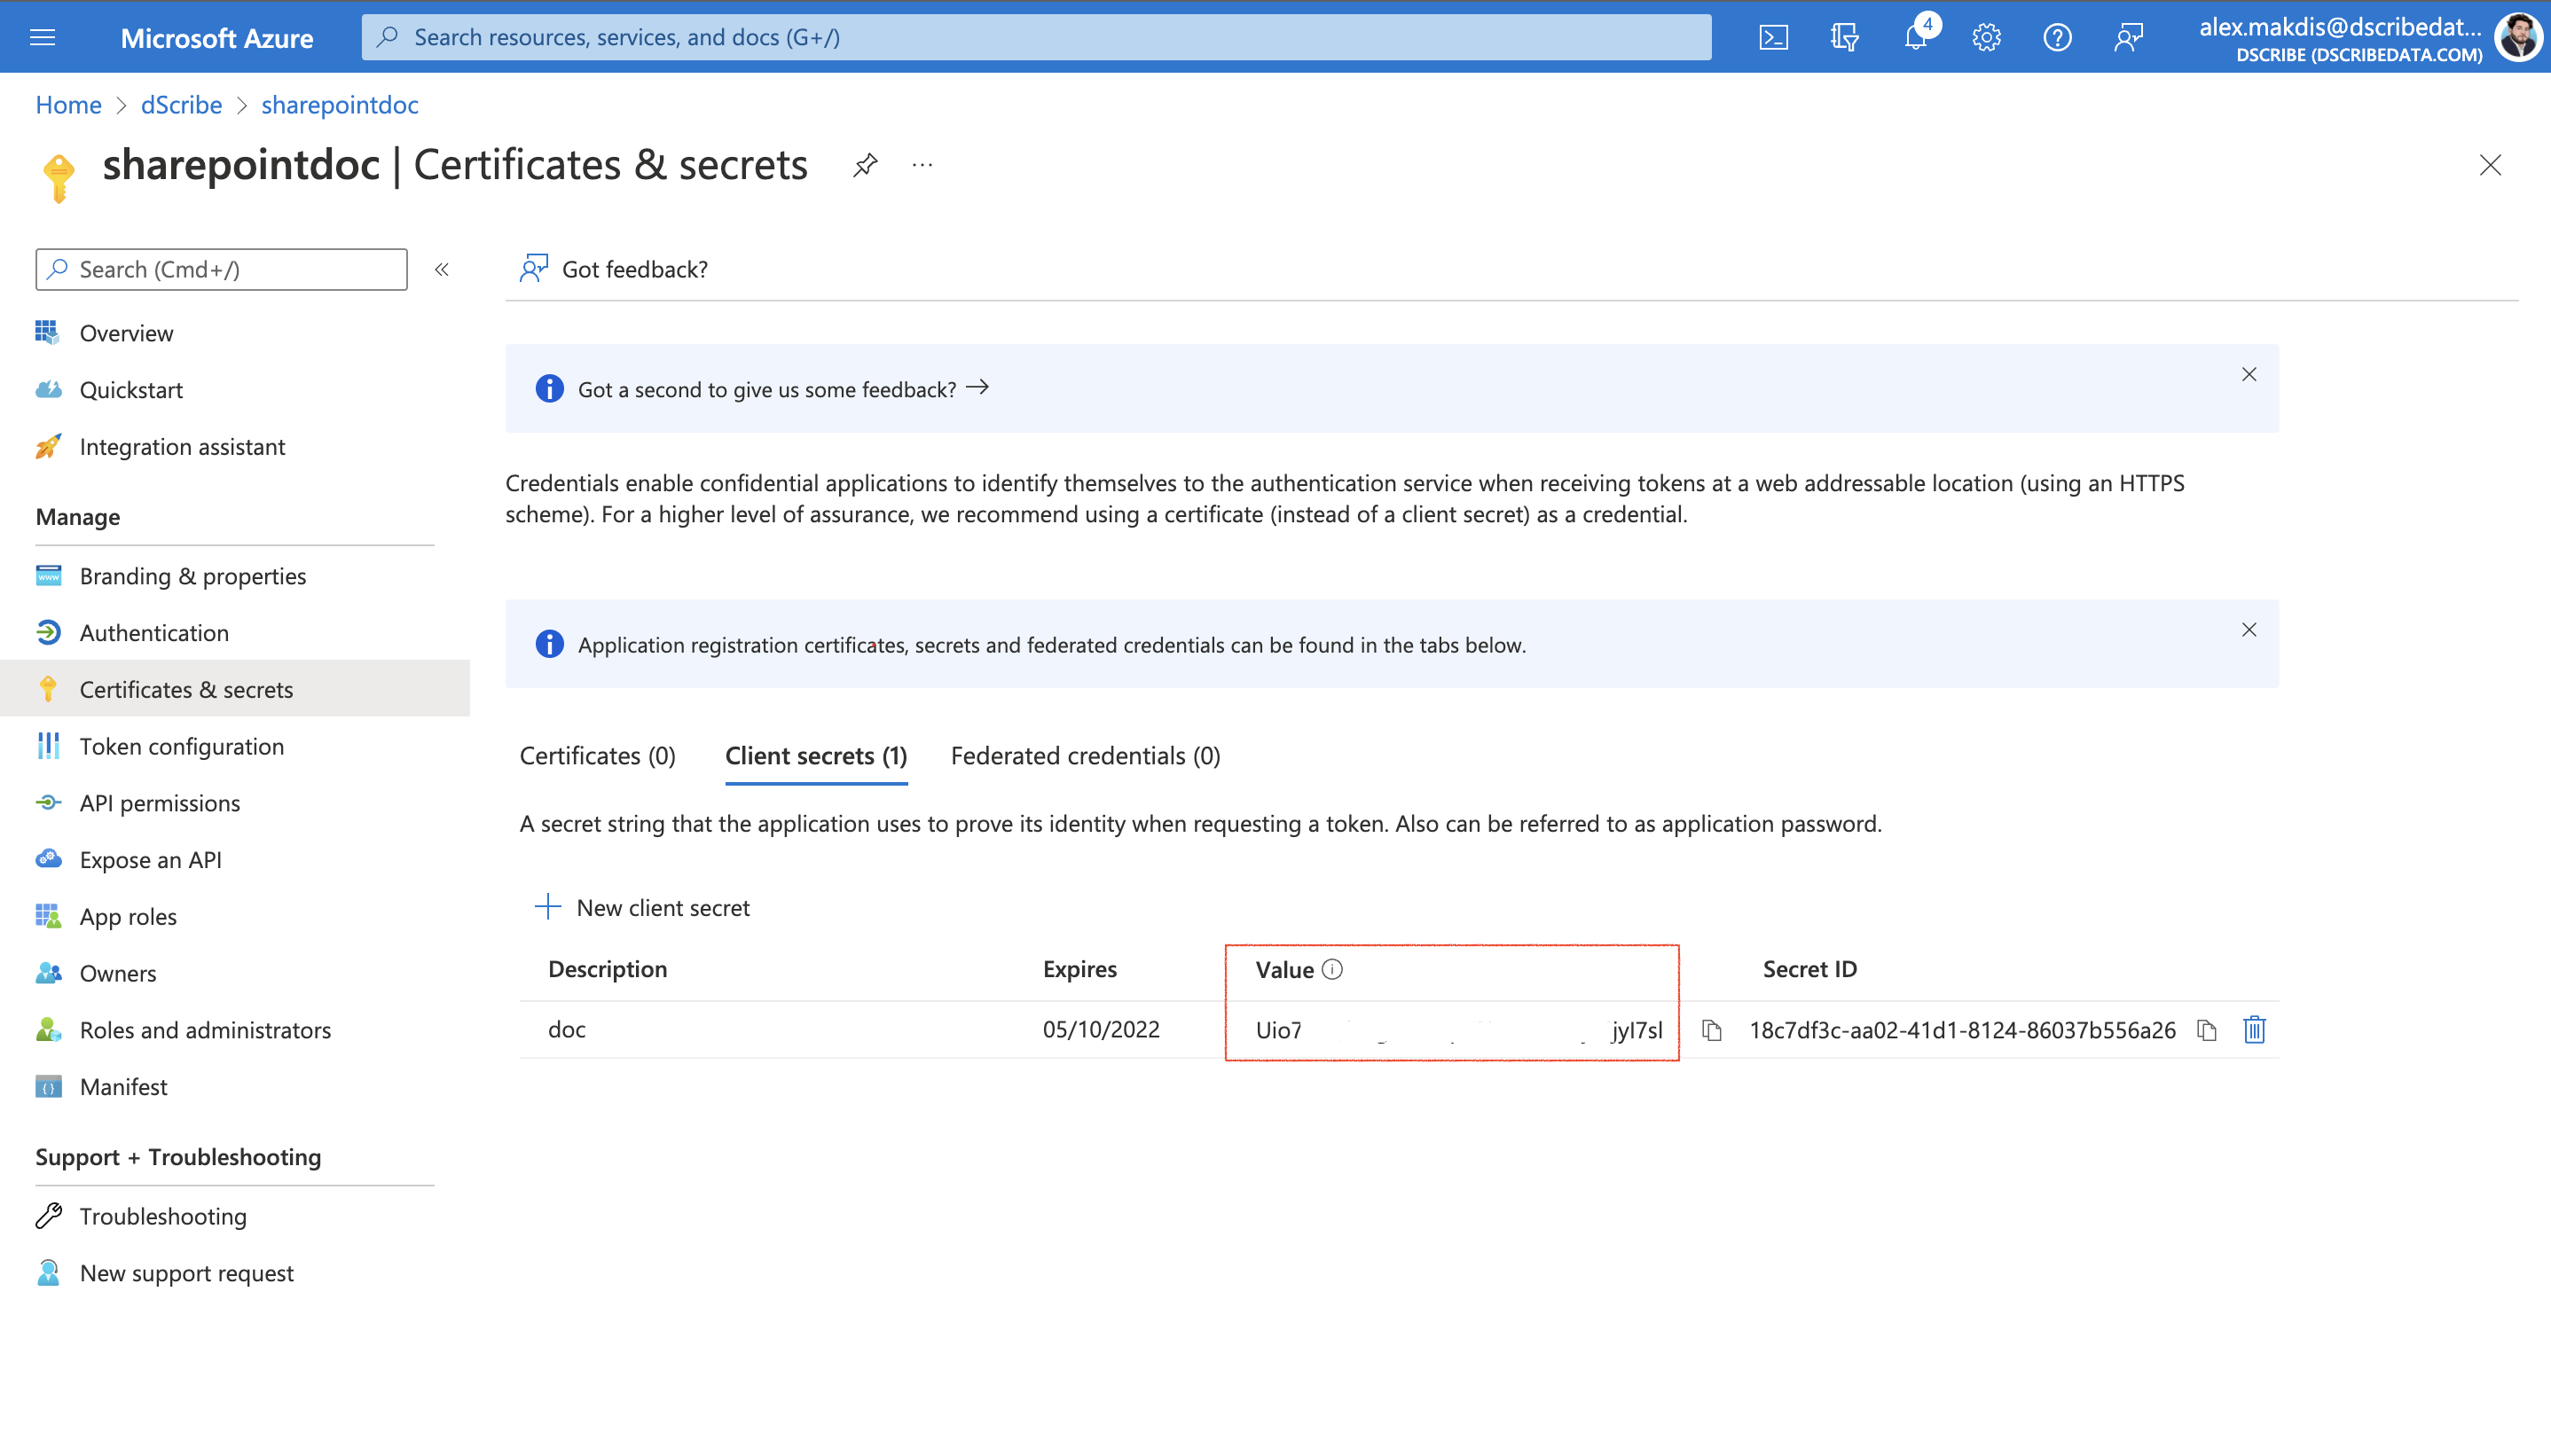 Microsoft Azure
Search resources, services, and docs (G+/)
4
alex.makdis@dscribedat...
DSCRIBE (DSCRIBEDATA.COM)
Home > dScribe > sharepointdoc
sharepointdoc | Certificates & secrets ...
Search (Cmd+/)
«
Overview
Quickstart
Integration assistant
Manage
Branding & properties
Authentication
Certificates & secrets
Token configuration
API permissions
Expose an API
App roles
Owners
Roles and administrators
Manifest
Support + Troubleshooting
Troubleshooting
New support request
Got feedback?
Got a second to give us some feedback? →
Credentials enable confidential applications to identify themselves to the authentication service when receiving tokens at a web addressable location (using an HTTPS
scheme). For a higher level of assurance, we recommend using a certificate (instead of a client secret) as a credential.
Application registration certificates, secrets and federated credentials can be found in the tabs below.
Certificates (0) Client secrets (1) Federated credentials (0)
A secret string that the application uses to prove its identity when requesting a token. Also can be referred to as application password.
New client secret
Description Expires Value Secret ID
doc 05/10/2022 Uio7 jyI7sl 18c7df3c-aa02-41d1-8124-86037b556a26